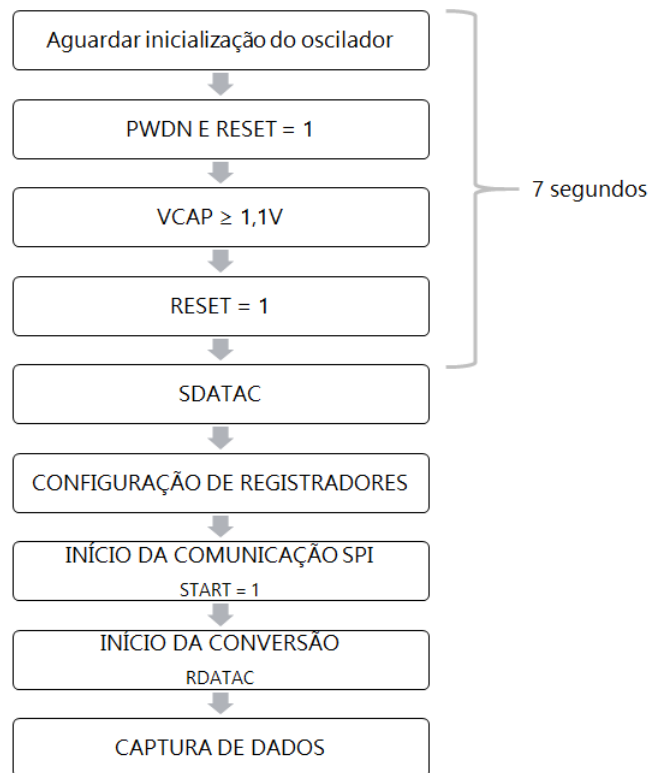 Aguardar inicialização do oscilador
PWDN E RESET = 1
7 segundos
VCAP ≥ 1,1V
RESET = 1
SDATAC
CONFIGURAÇÃO DE REGISTRADORES
INÍCIO DA COMUNICAÇÃO SPI
START = 1
INÍCIO DA CONVERSÃO
RDATAC
CAPTURA DE DADOS